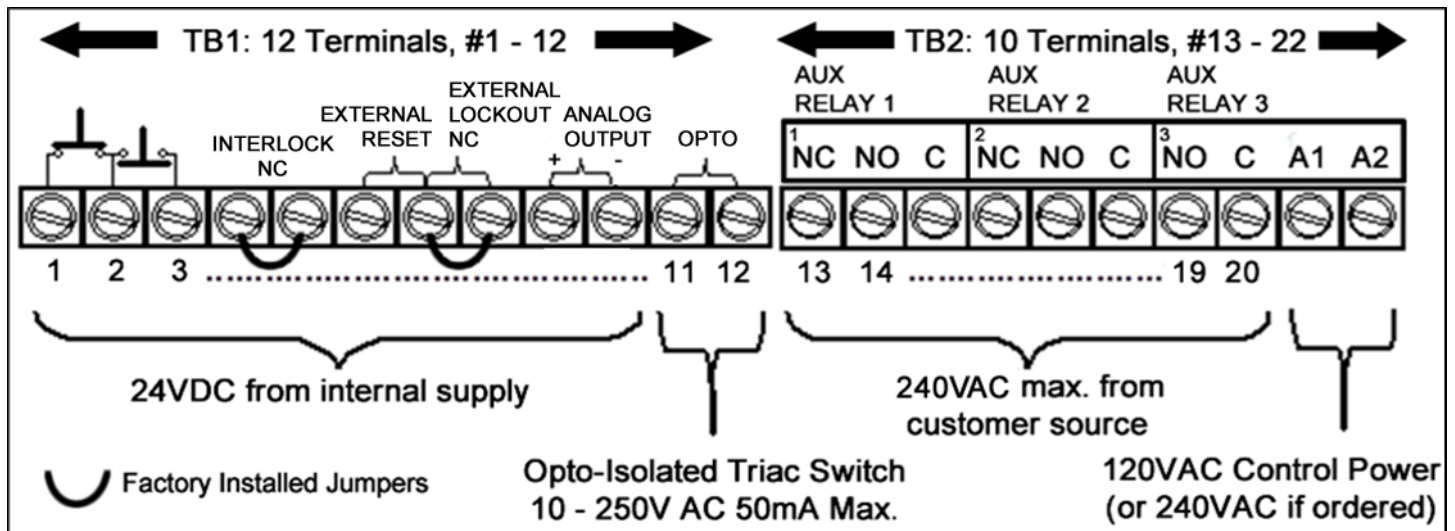 TB1: 12 Terminals, #1 - 12
TB2: 10 Terminals, #13 - 22
INTERLOCK
NC
EXTERNAL
RESET
EXTERNAL
LOCKOUT
NC
ANALOG
OUTPUT
+ -
OPTO
AUX
RELAY 1
AUX
RELAY 2
AUX
RELAY 3
1 NC NO C 2 NC NO C 3 NO C A1 A2
1 2 3 ........................................ 11 12 13 14 ........................ 19 20
24VDC from internal supply
240VAC max. from
customer source
Factory Installed Jumpers
Opto-Isolated Triac Switch
10 - 250V AC 50mA Max.
120VAC Control Power
(or 240VAC if ordered)